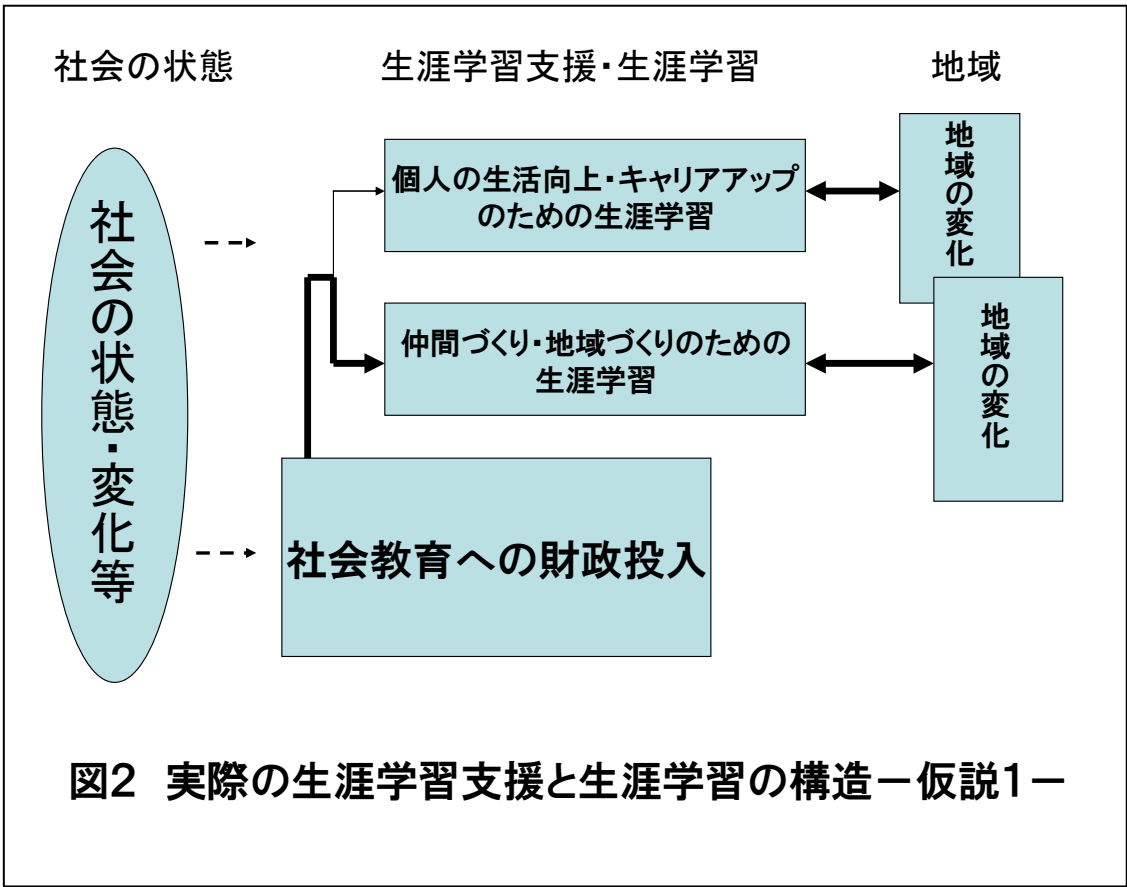 社会の状態
生涯学習支援・生涯学習
地域
社会の状態・変化等
個人の生活向上・キャリアアップ
のための生涯学習
地域の変化
仲間づくり・地域づくりのための
生涯学習
地域の変化
社会教育への財政投入
図2 実際の生涯学習支援と生涯学習の構造－仮説1－